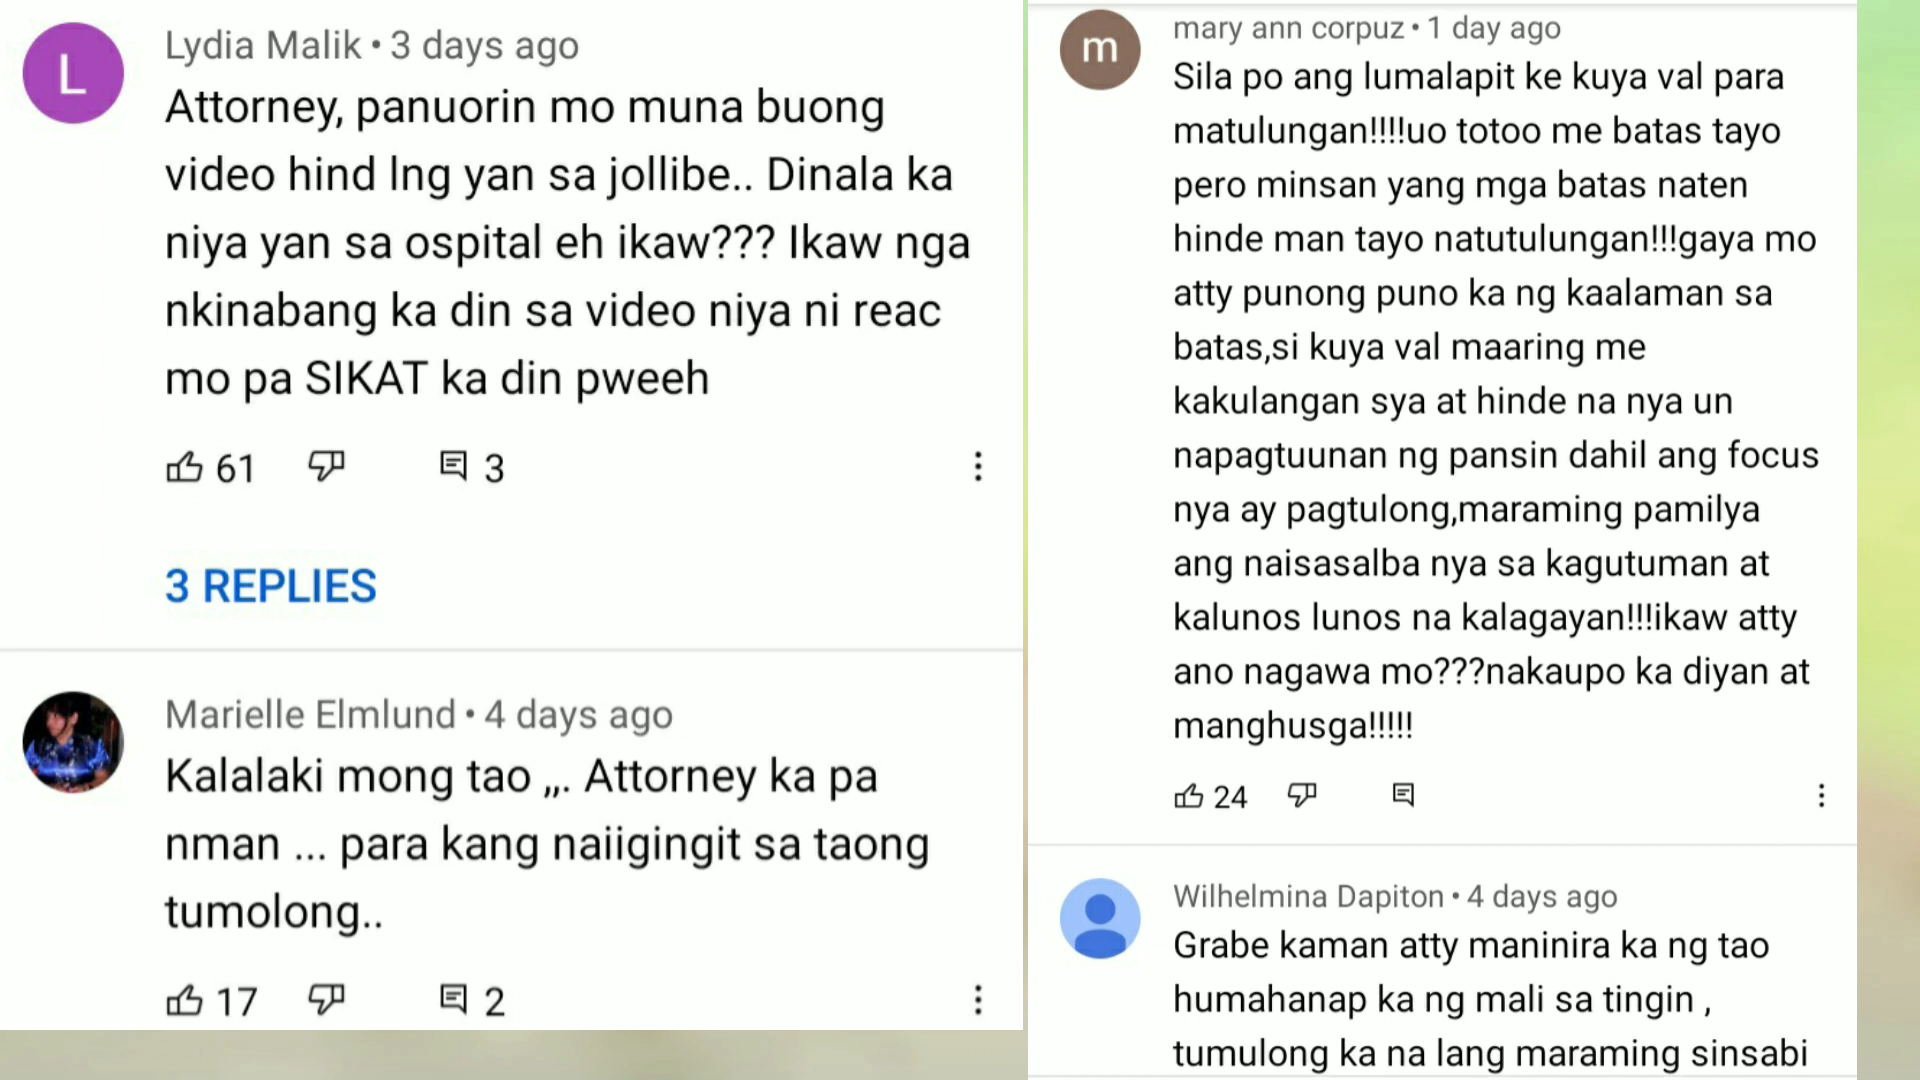 Lydia Malik • 3 days ago
Attorney, panuorin mo muna buong
video hind lng yan sa jollibe.. Dinala ka
niya yan sa ospital eh ikaw??? Ikaw nga
nkinabang ka din sa video niya ni reac
mo pa SIKAT ka din pweeh
61 3
3 REPLIES
Marielle Elmlund • 4 days ago
Kalalaki mong tao ,,,. Attorney ka pa
nman ... para kang naiigingit sa taong
tumolong..
17 2
m
mary ann corpuz • 1 day ago
Sila po ang lumalapit ke kuya val para
matulungan!!!!uo totoo me batas tayo
pero minsan yang mga batas naten
hinde man tayo natutulungan!!!gaya mo
atty punong puno ka ng kaalaman sa
batas,si kuya val maaring me
kakulangan sya at hinde na nya un
napagtuunan ng pansin dahil ang focus
nya ay pagtulong,maraming pamilya
ang naisasalba nya sa kagutuman at
kalunos lunos na kalagayan!!!ikaw atty
ano nagawa mo???nakaupo ka diyan at
manghusga!!!!!
24
Wilhelmina Dapiton • 4 days ago
Grabe kaman atty maninira ka ng tao
humahanap ka ng mali sa tingin ,
tumulong ka na lang maraming sinsabi
L